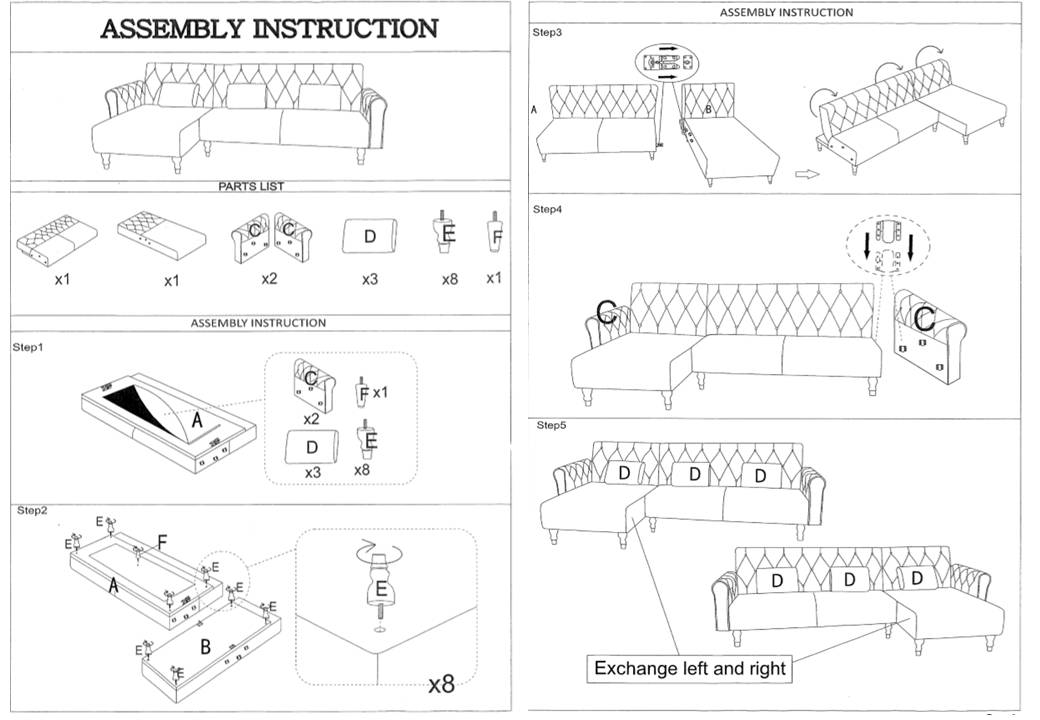 ASSEMBLY INSTRUCTION
PARTS LIST
C C D E F
x1 x1 x2 x3 x8 x1
ASSEMBLY INSTRUCTION
Step1
A
C
x2
F x1
D
x3
E
x8
Step2
E
E
F
E
A
E
E
E
B
E
E
E
x8
ASSEMBLY INSTRUCTION
Step3
A
B
Step4
C
C
Step5
D D D
D D D
Exchange left and right